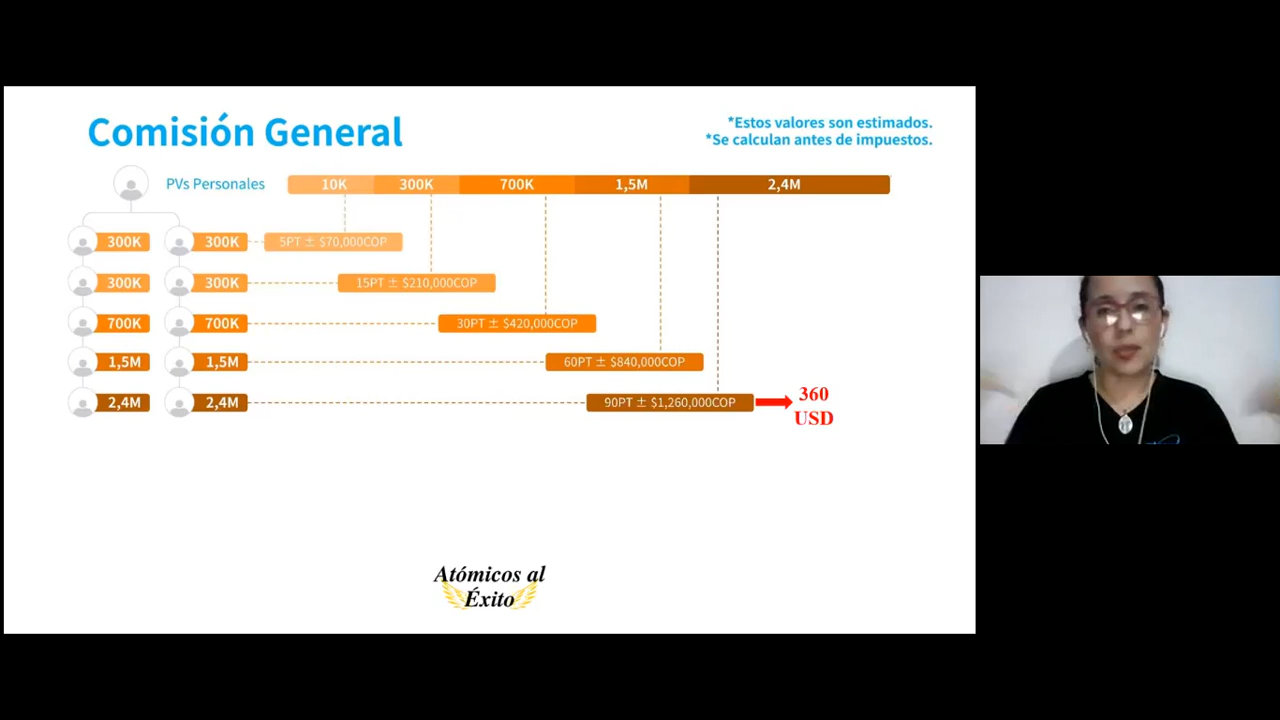 Comisión General
*Estos valores son estimados.
*Se calculan antes de impuestos.
PVs Personales 10K 300K 700K 1,5M 2,4M
300K 300K 5PT ± $70,000COP
300K 300K 15PT ± $210,000COP
700K 700K 30PT ± $420,000COP
1,5M 1,5M 60PT ± $840,000COP
2,4M 2,4M 90PT ± $1,260,000COP
360
USD
Atómicos al
Éxito